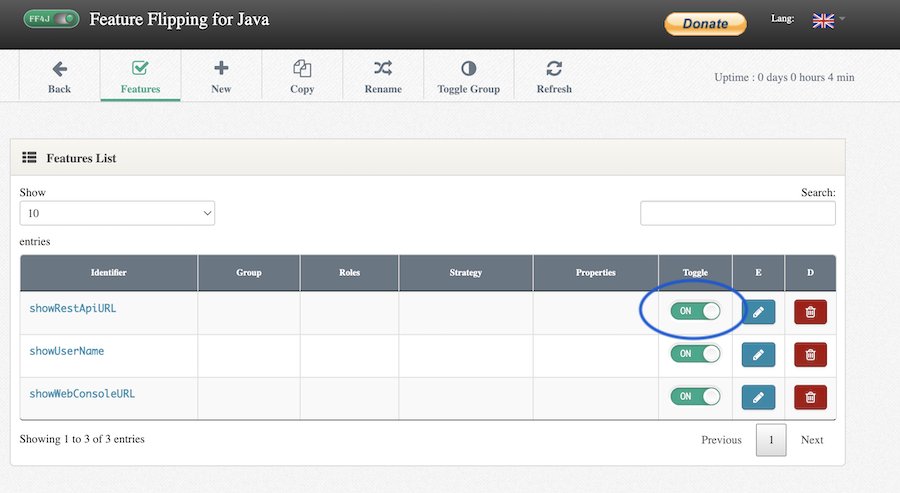 FF4J Feature Flipping for Java Donate Lang:
Back Features New Copy Rename Toggle Group Refresh Uptime : 0 days 0 hours 4 min
Features List
Show Search:
10
entries
Identifier Group Roles Strategy Properties Toggle E D
showRestApiURL ON
showUserName ON
showWebConsoleURL ON
Showing 1 to 3 of 3 entries Previous 1 Next